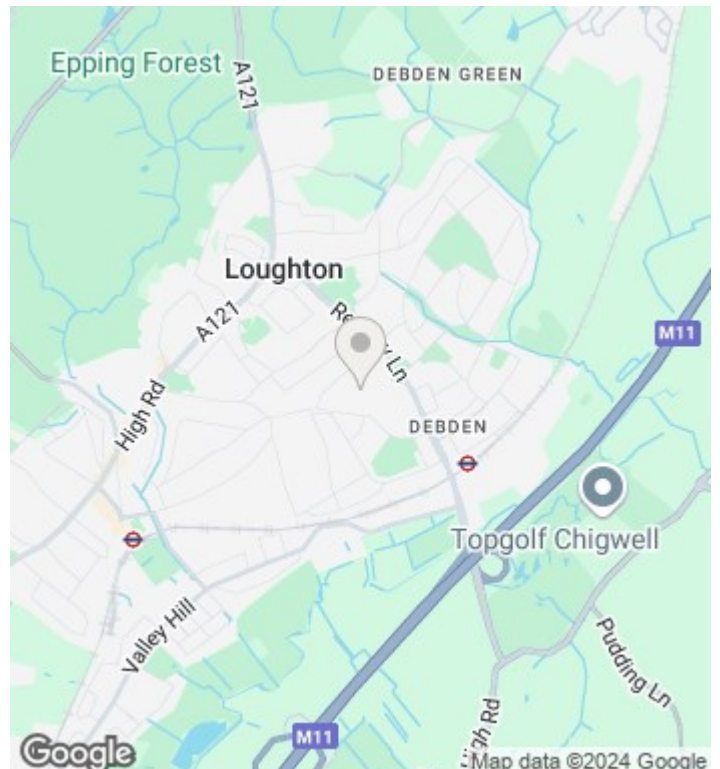 Epping Forest
A121
DEBDEN GREEN
Loughton
A121
M11
High Rd
DEBDEN
Topgolf Chigwell
Valley Hill
Pudding Ln
M11
Google
Map data ©2024 Google